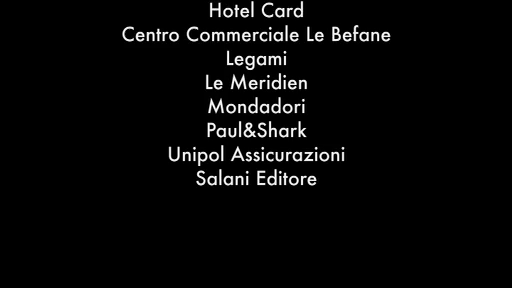 Hotel Card
Centro Commerciale Le Befane
Legami
Le Meridien
Mondadori
Paul&Shark
Unipol Assicurazioni
Salani Editore